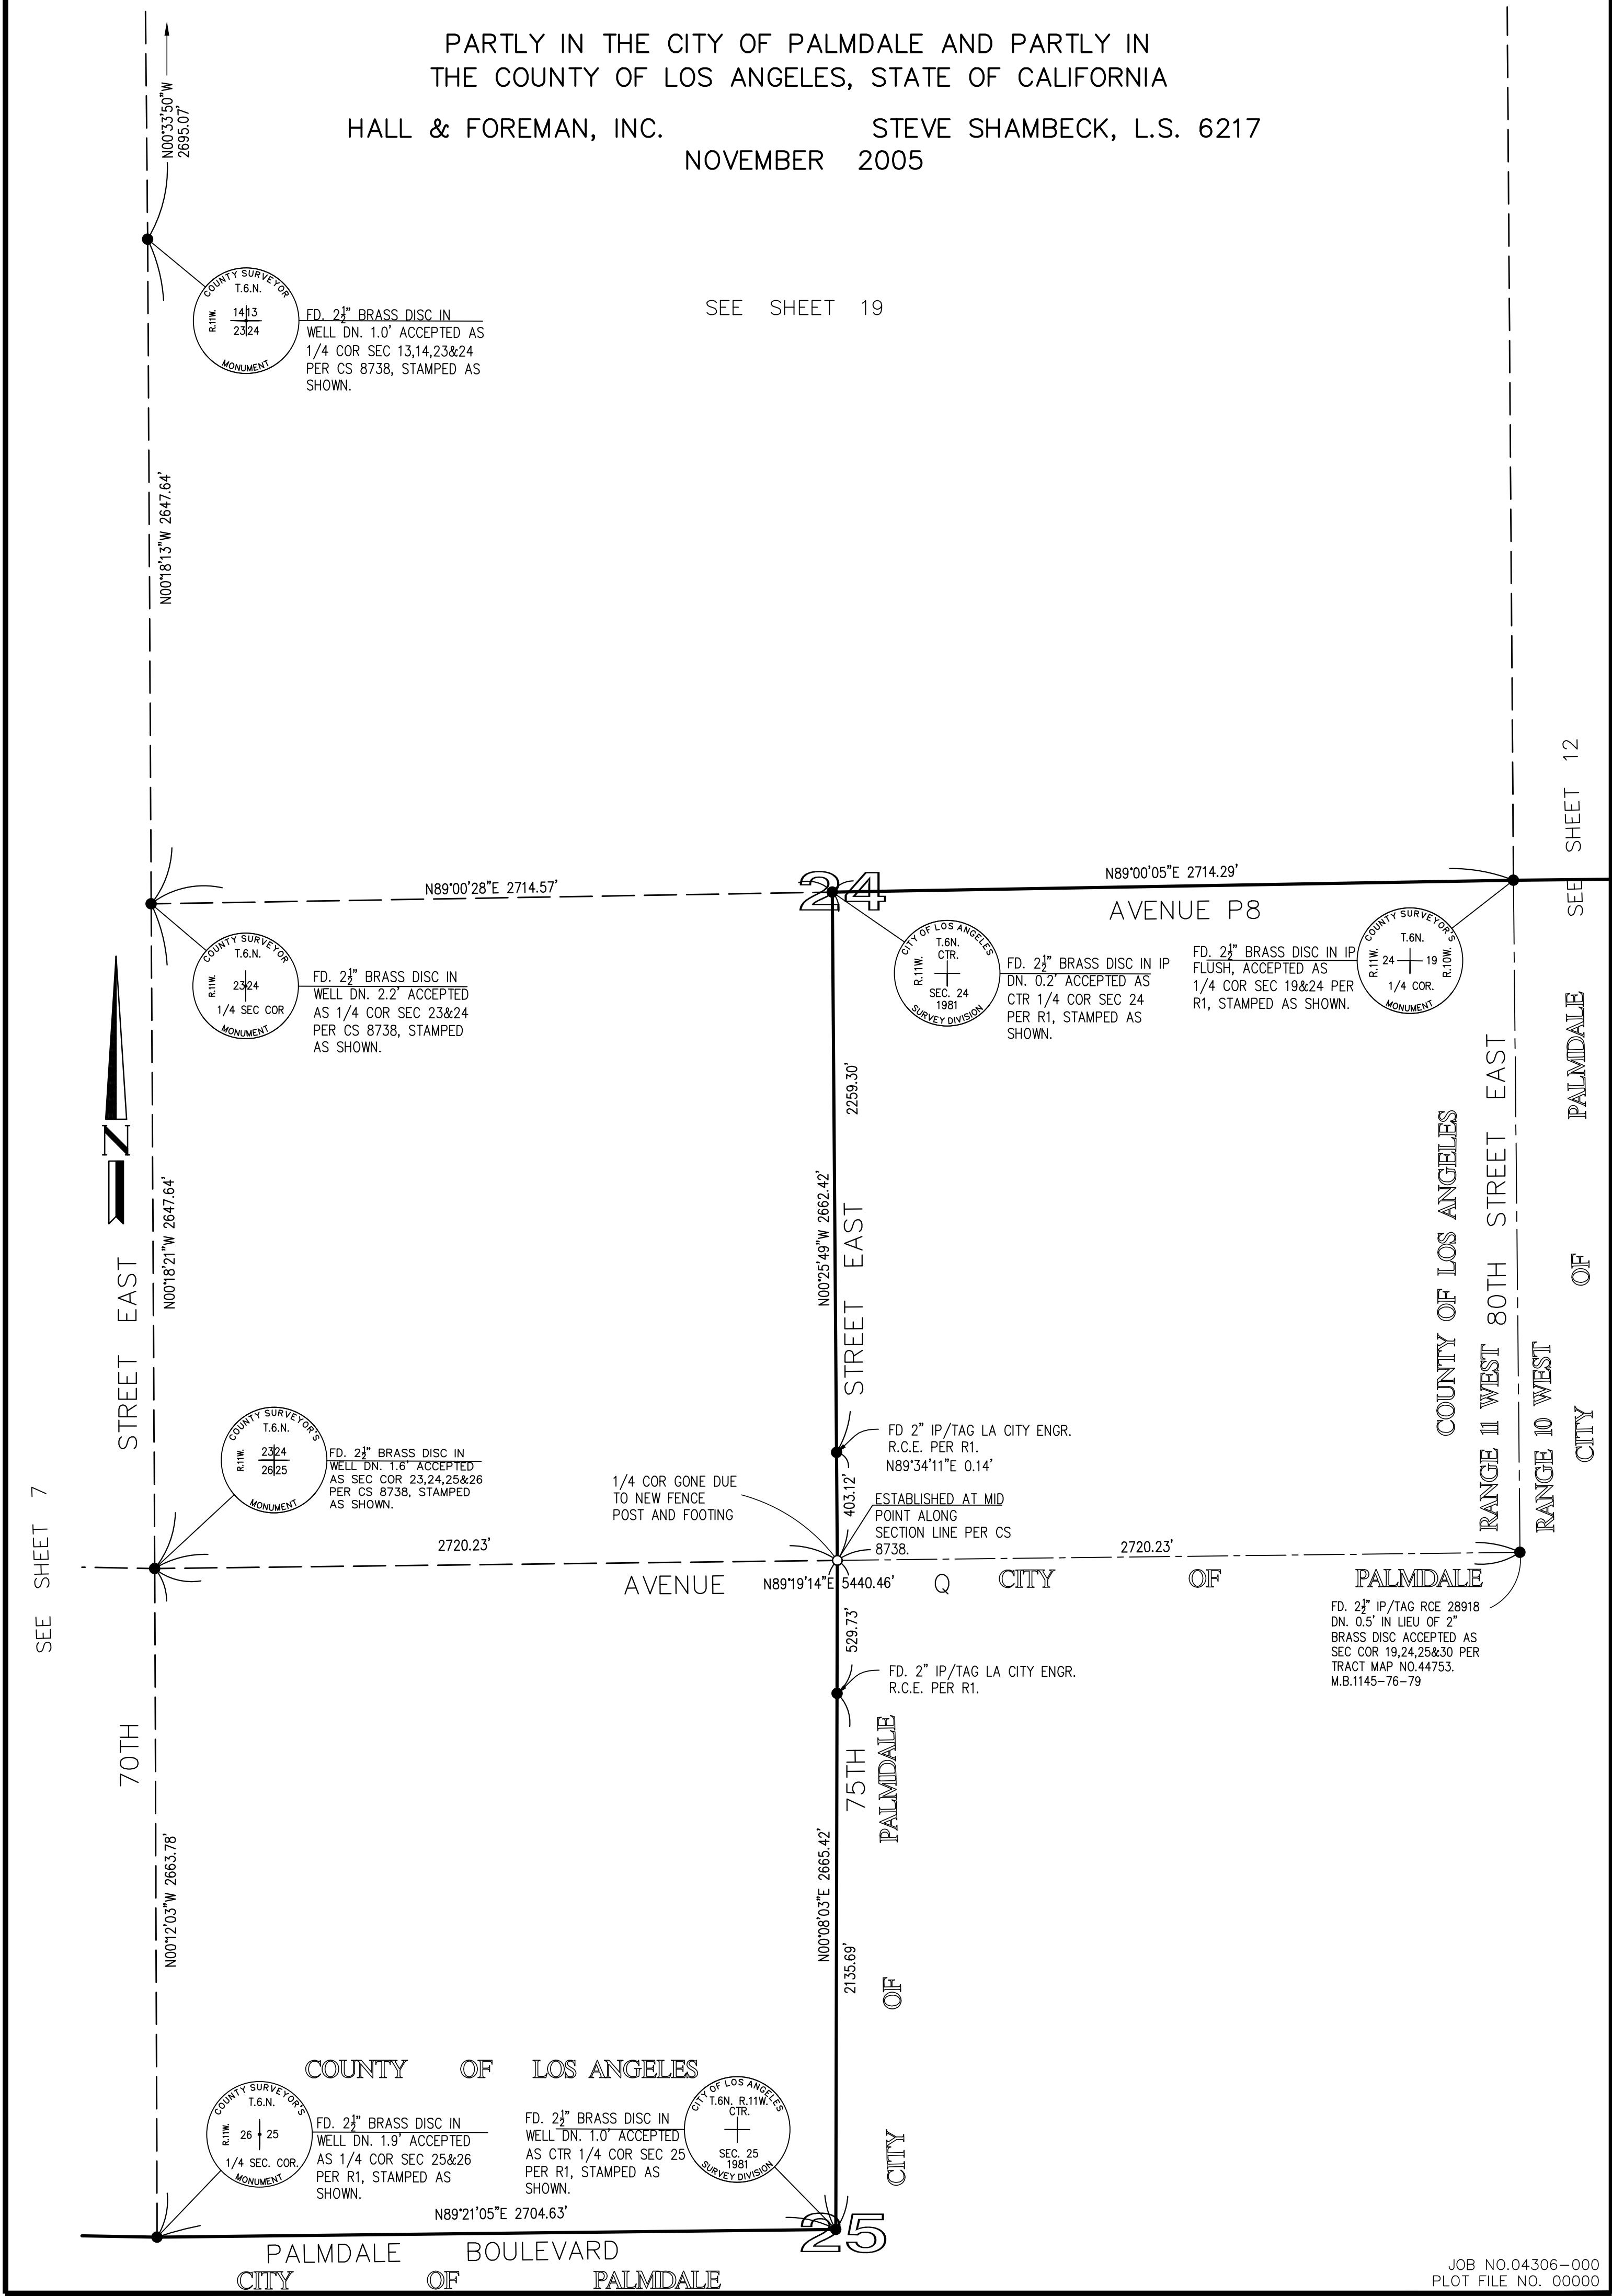 PARTLY IN THE CITY OF PALMDALE AND PARTLY IN
THE COUNTY OF LOS ANGELES, STATE OF CALIFORNIA
HALL & FOREMAN, INC. STEVE SHAMBECK, L.S. 6217
NOVEMBER 2005
N00°33'50"W
2695.07'
COUNTY SURVEYOR
T.6.N.
R.11W.
14 13
23 24
MONUMENT
FD. 2½" BRASS DISC IN
WELL DN. 1.0' ACCEPTED AS
1/4 COR SEC 13,14,23&24
PER CS 8738, STAMPED AS
SHOWN.
SEE SHEET 19
N00°18'13"W 2647.64'
SEE SHEET 12
N89°00'28"E 2714.57'
24
N89°00'05"E 2714.29'
AVENUE P8
COUNTY SURVEYOR
T.6.N.
R.11W.
23 24
1/4 SEC COR
MONUMENT
FD. 2½" BRASS DISC IN
WELL DN. 2.2' ACCEPTED
AS 1/4 COR SEC 23&24
PER CS 8738, STAMPED
AS SHOWN.
CITY OF LOS ANGELES
T.6N.
CTR.
R.11W.
SEC. 24
1981
SURVEY DIVISION
FD. 2½" BRASS DISC IN IP
DN. 0.2' ACCEPTED AS
CTR 1/4 COR SEC 24
PER R1, STAMPED AS
SHOWN.
FD. 2½" BRASS DISC IN IP
FLUSH, ACCEPTED AS
1/4 COR SEC 19&24 PER
R1, STAMPED AS SHOWN.
COUNTY SURVEYOR'S
T.6N.
R.11W.
24 19
R.10W.
1/4 COR.
MONUMENT
N
2259.30'
N00°25'49"W 2662.42'
STREET EAST
N00°18'21"W 2647.64'
STREET EAST
COUNTY OF LOS ANGELES
80TH STREET EAST
RANGE 11 WEST
RANGE 10 WEST
CITY OF PALMDALE
COUNTY SURVEYOR'S
T.6.N.
R.11W.
23 24
26 25
MONUMENT
FD. 2½" BRASS DISC IN
WELL DN. 1.6' ACCEPTED
AS SEC COR 23,24,25&26
PER CS 8738, STAMPED
AS SHOWN.
FD 2" IP/TAG LA CITY ENGR.
R.C.E. PER R1.
N89°34'11"E 0.14'
403.12'
1/4 COR GONE DUE
TO NEW FENCE
POST AND FOOTING
ESTABLISHED AT MID
POINT ALONG
SECTION LINE PER CS
8738.
SEE SHEET 7
2720.23'
2720.23'
AVENUE N89°19'14"E 5440.46' Q
CITY OF PALMDALE
FD. 2½" IP/TAG RCE 28918
DN. 0.5' IN LIEU OF 2"
BRASS DISC ACCEPTED AS
SEC COR 19,24,25&30 PER
TRACT MAP NO.44753.
M.B.1145-76-79
529.73'
FD. 2" IP/TAG LA CITY ENGR.
R.C.E. PER R1.
70TH
75TH
CITY OF PALMDALE
N00°12'03"W 2663.78'
N00°08'03"E 2665.42'
2135.69'
COUNTY OF LOS ANGELES
COUNTY SURVEYOR'S
T.6N.
R.11W.
26 25
1/4 SEC. COR.
MONUMENT
FD. 2½" BRASS DISC IN
WELL DN. 1.9' ACCEPTED
AS 1/4 COR SEC 25&26
PER R1, STAMPED AS
SHOWN.
FD. 2½" BRASS DISC IN
WELL DN. 1.0' ACCEPTED
AS CTR 1/4 COR SEC 25
PER R1, STAMPED AS
SHOWN.
CITY OF LOS ANGELES
T.6N. R.11W.
CTR.
SEC. 25
1981
SURVEY DIVISION
N89°21'05"E 2704.63'
25
PALMDALE BOULEVARD
CITY OF PALMDALE
JOB NO.04306-000
PLOT FILE NO. 00000